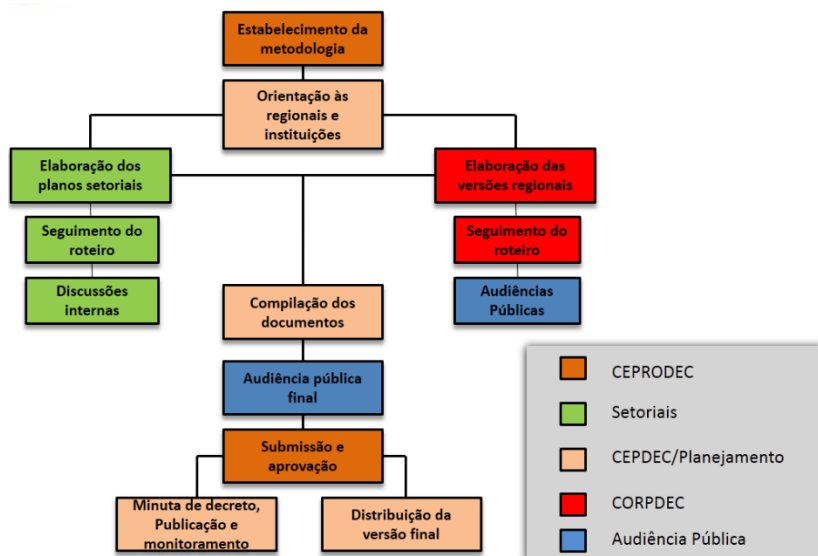 Estabelecimento da
metodologia
Orientação às
regionais e
instituições
Elaboração dos
planos setoriais
Elaboração das
versões regionais
Seguimento do
roteiro
Seguimento do
roteiro
Discussões
internas
Compilação dos
documentos
Audiências
Públicas
Audiência pública
final
Submissão e
aprovação
Minuta de decreto,
Publicação e
monitoramento
Distribuição da
versão final
CEPRODEC
Setoriais
CEPDEC/Planejamento
CORPDEC
Audiência Pública